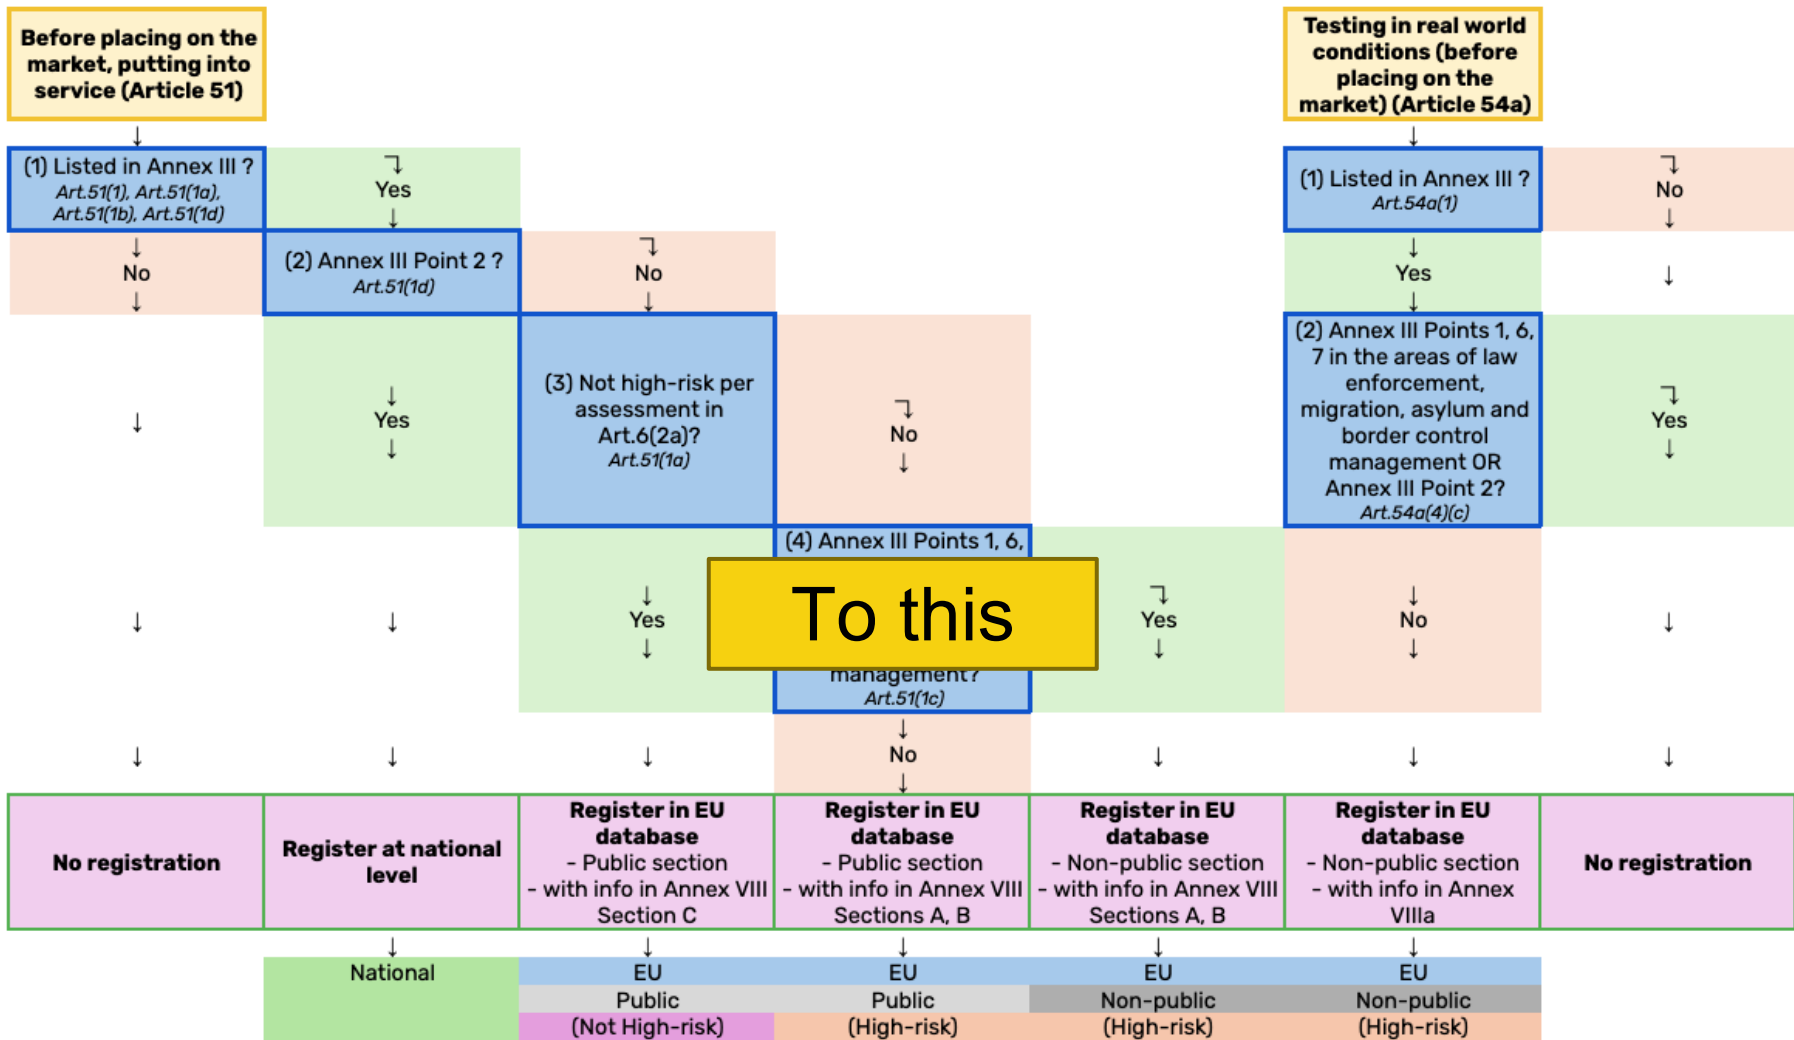 Before placing on the
market, putting into
service (Article 51)
Testing in real world
conditions (before
placing on the
market) (Article 54a)
↓
↓
(1) Listed in Annex III ?
Art.51(1), Art.51(1a),
Art.51(1b), Art.51(1d)
Yes
↓
(1) Listed in Annex III ?
Art.54a(1)
No
↓
↓
No
↓
(2) Annex III Point 2 ?
Art.51(1d)
No
↓
↓
Yes
↓
↓
↓
↓
Yes
↓
(3) Not high-risk per
assessment in
Art.6(2a)?
Art.51(1a)
No
↓
(2) Annex III Points 1, 6,
7 in the areas of law
enforcement,
migration, asylum and
border control
management OR
Annex III Point 2?
Art.54a(4)(c)
Yes
↓
↓
↓
↓
Yes
↓
(4) Annex III Points 1, 6,
To this
management?
Art.51(1c)
Yes
↓
↓
No
↓
↓
↓
↓
↓
↓
No
↓
↓
↓
↓
No registration
Register at national
level
Register in EU
database
- Public section
- with info in Annex VIII
Section C
Register in EU
database
- Public section
- with info in Annex VIII
Sections A, B
Register in EU
database
- Non-public section
- with info in Annex VIII
Sections A, B
Register in EU
database
- Non-public section
- with info in Annex
VIIIa
No registration
↓
↓
↓
↓
↓
National
EU
EU
EU
EU
Public
Public
Non-public
Non-public
(Not High-risk)
(High-risk)
(High-risk)
(High-risk)